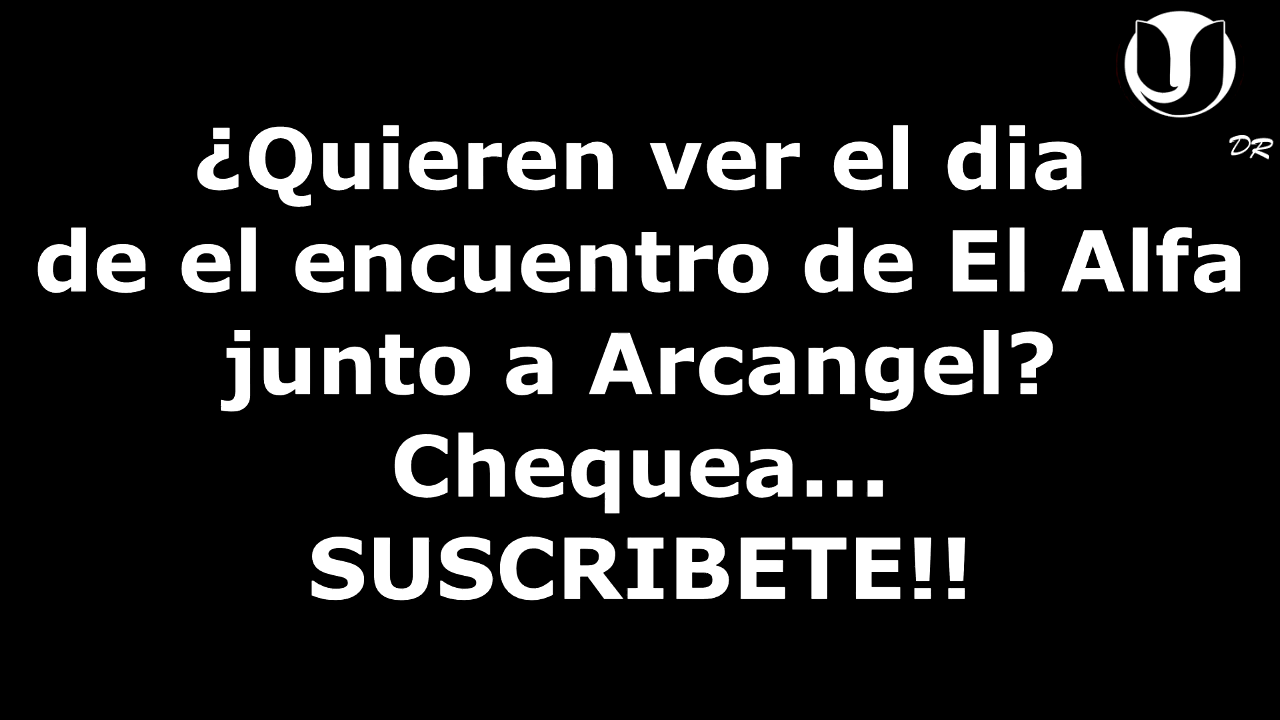 DR
¿Quieren ver el dia
de el encuentro de El Alfa
junto a Arcangel?
Chequea...
SUSCRIBETE!!